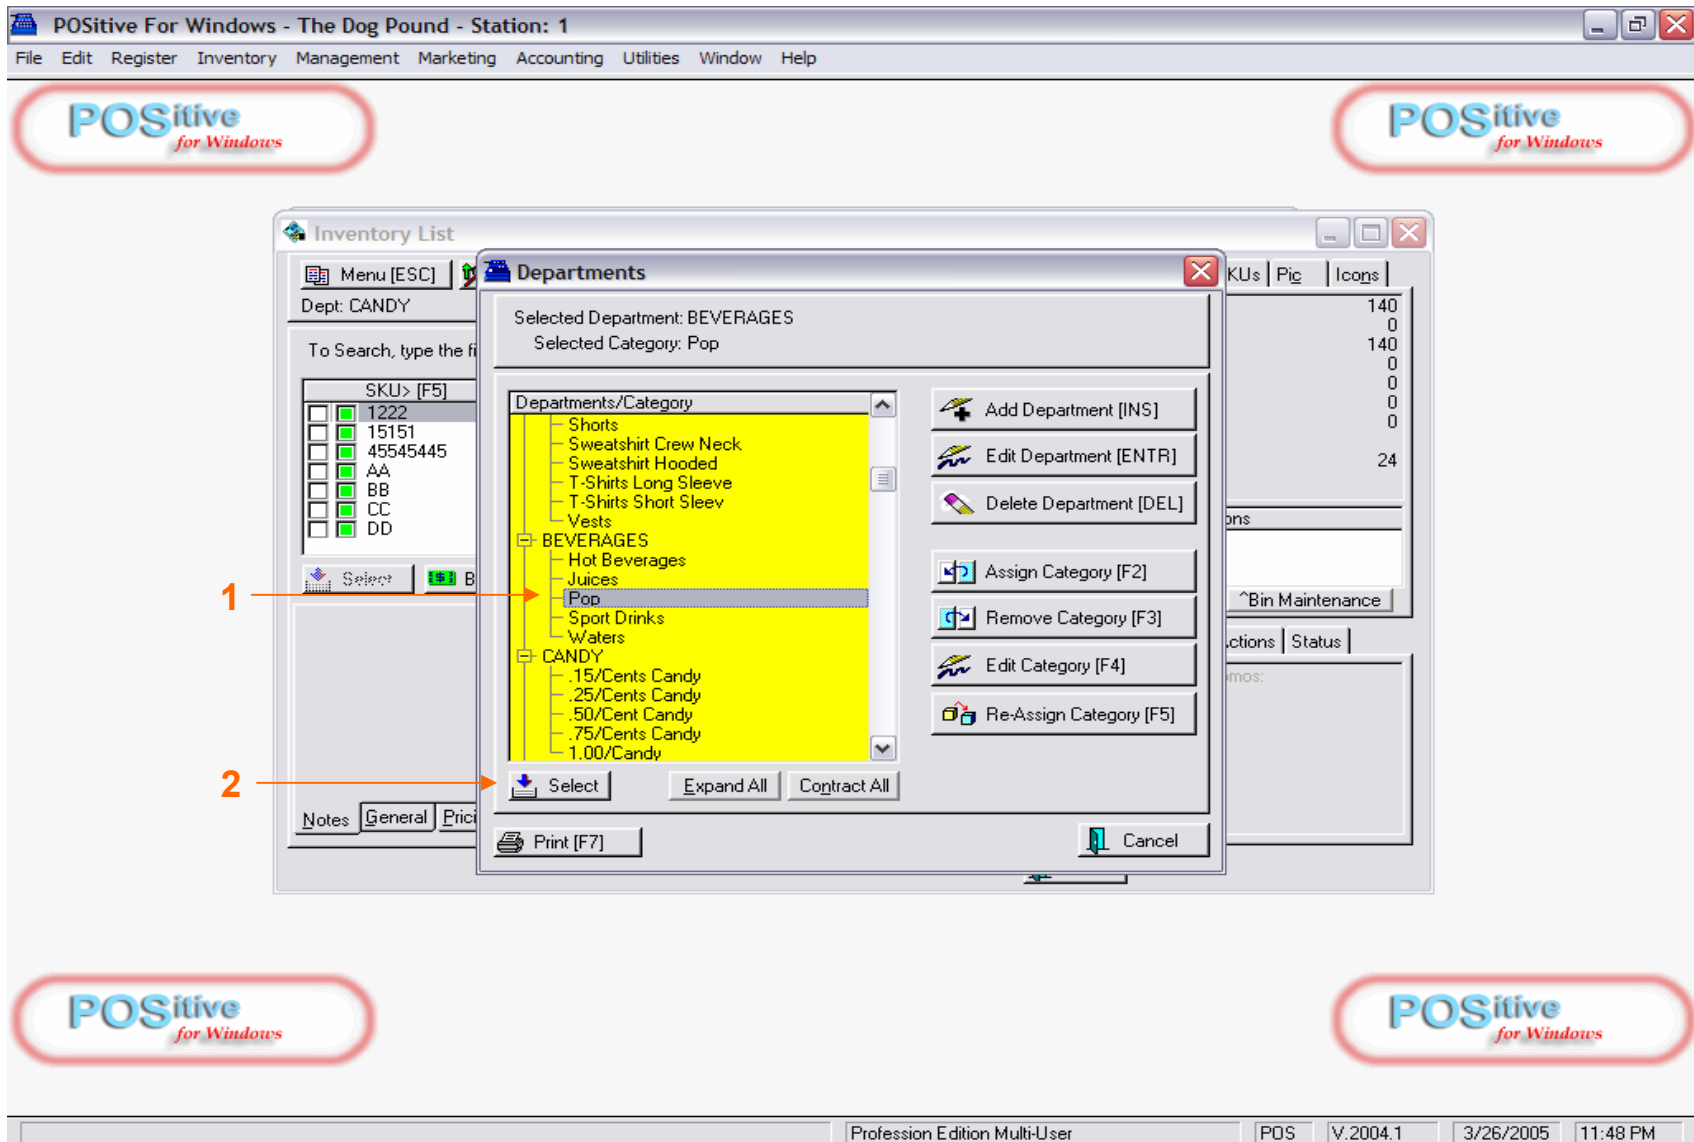 POSitive For Windows - The Dog Pound - Station: 1
File Edit Register Inventory Management Marketing Accounting Utilities Window Help
POSitive
for Windows
POSitive
for Windows
Inventory List
Menu [ESC]
KUs Pic Icons
Dept: CANDY
To Search, type the fi
SKU> [F5]
1222
15151
45545445
AA
BB
CC
DD
Select B
Notes General Prici
140
0
140
0
0
0
0
24
ons
^Bin Maintenance
ctions Status
mos:
Departments
Selected Department: BEVERAGES
Selected Category: Pop
Departments/Category
Shorts
Sweatshirt Crew Neck
Sweatshirt Hooded
T-Shirts Long Sleeve
T-Shirts Short Sleev
Vests
BEVERAGES
Hot Beverages
Juices
Pop
Sport Drinks
Waters
CANDY
.15/Cents Candy
.25/Cents Candy
.50/Cent Candy
.75/Cents Candy
1.00/Candy
Add Department [INS]
Edit Department [ENTR]
Delete Department [DEL]
Assign Category [F2]
Remove Category [F3]
Edit Category [F4]
Re-Assign Category [F5]
1
2
Select Expand All Contract All
Print [F7] Cancel
POSitive
for Windows
POSitive
for Windows
Profession Edition Multi-User POS V.2004.1 3/26/2005 11:48 PM